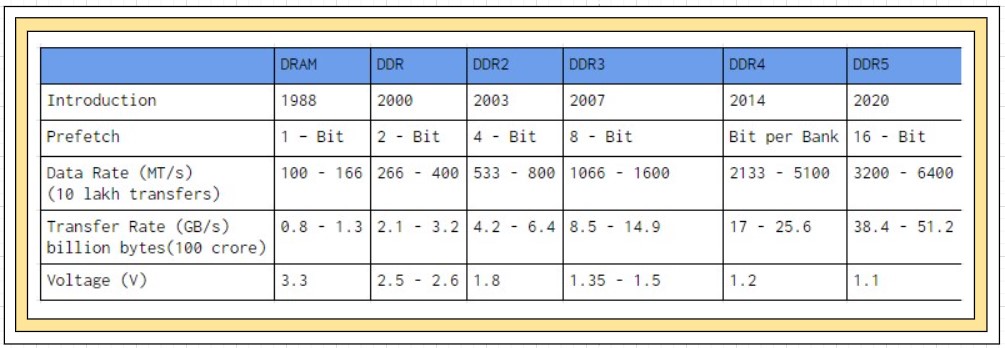 DRAM DDR DDR2 DDR3 DDR4 DDR5
Introduction 1988 2000 2003 2007 2014 2020
Prefetch 1 - Bit 2 - Bit 4 - Bit 8 - Bit Bit per Bank 16 - Bit
Data Rate (MT/s) 100 - 166 266 - 400 533 - 800 1066 - 1600 2133 - 5100 3200 - 6400
(10 lakh transfers)
Transfer Rate (GB/s) 0.8 - 1.3 2.1 - 3.2 4.2 - 6.4 8.5 - 14.9 17 - 25.6 38.4 - 51.2
billion bytes(100 crore)
Voltage (V) 3.3 2.5 - 2.6 1.8 1.35 - 1.5 1.2 1.1